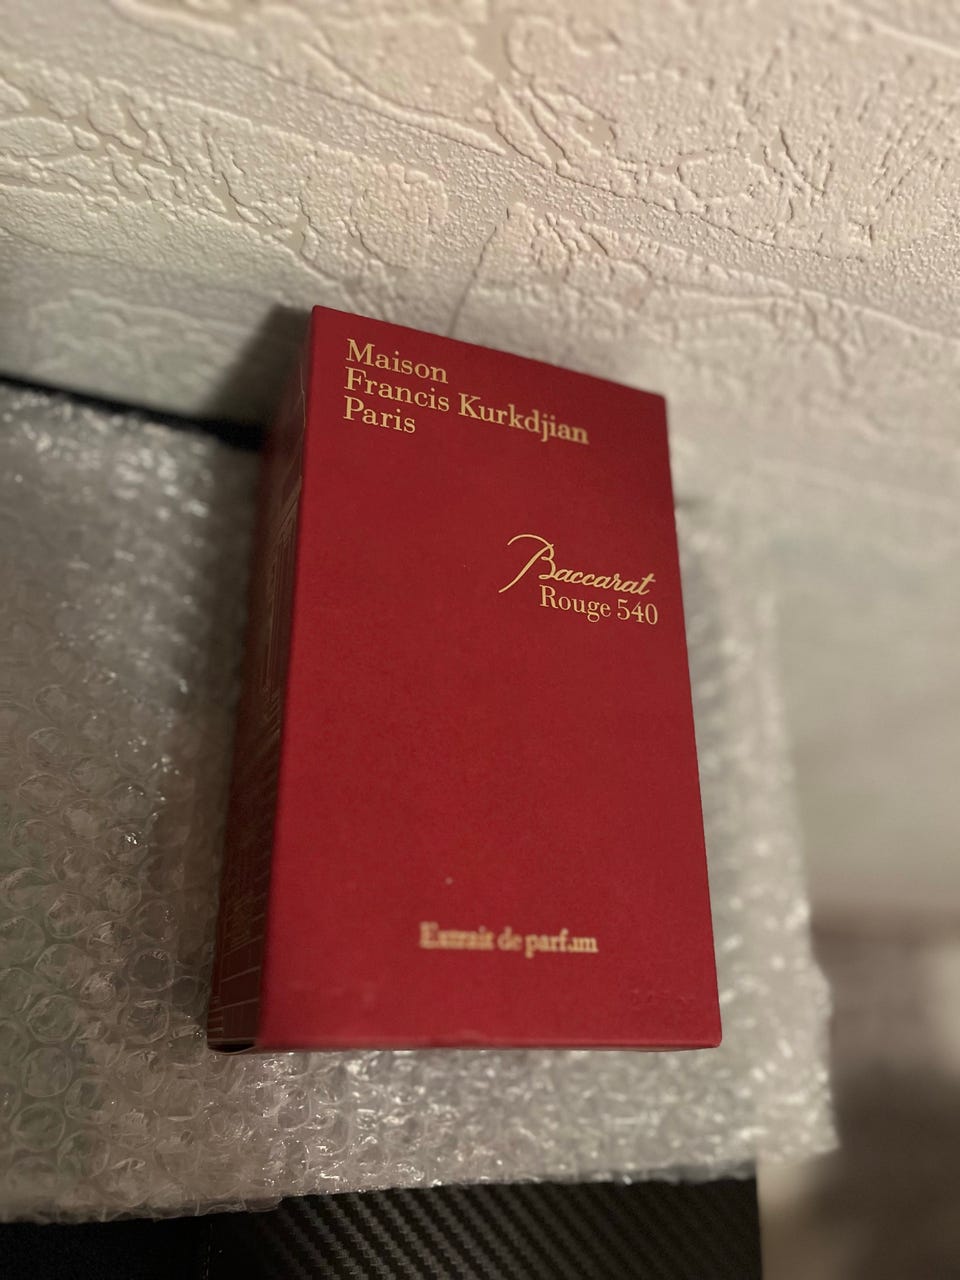 Maison
Francis Kurkdjian
Paris
Baccarat
Rouge 540
Extrait de parfum